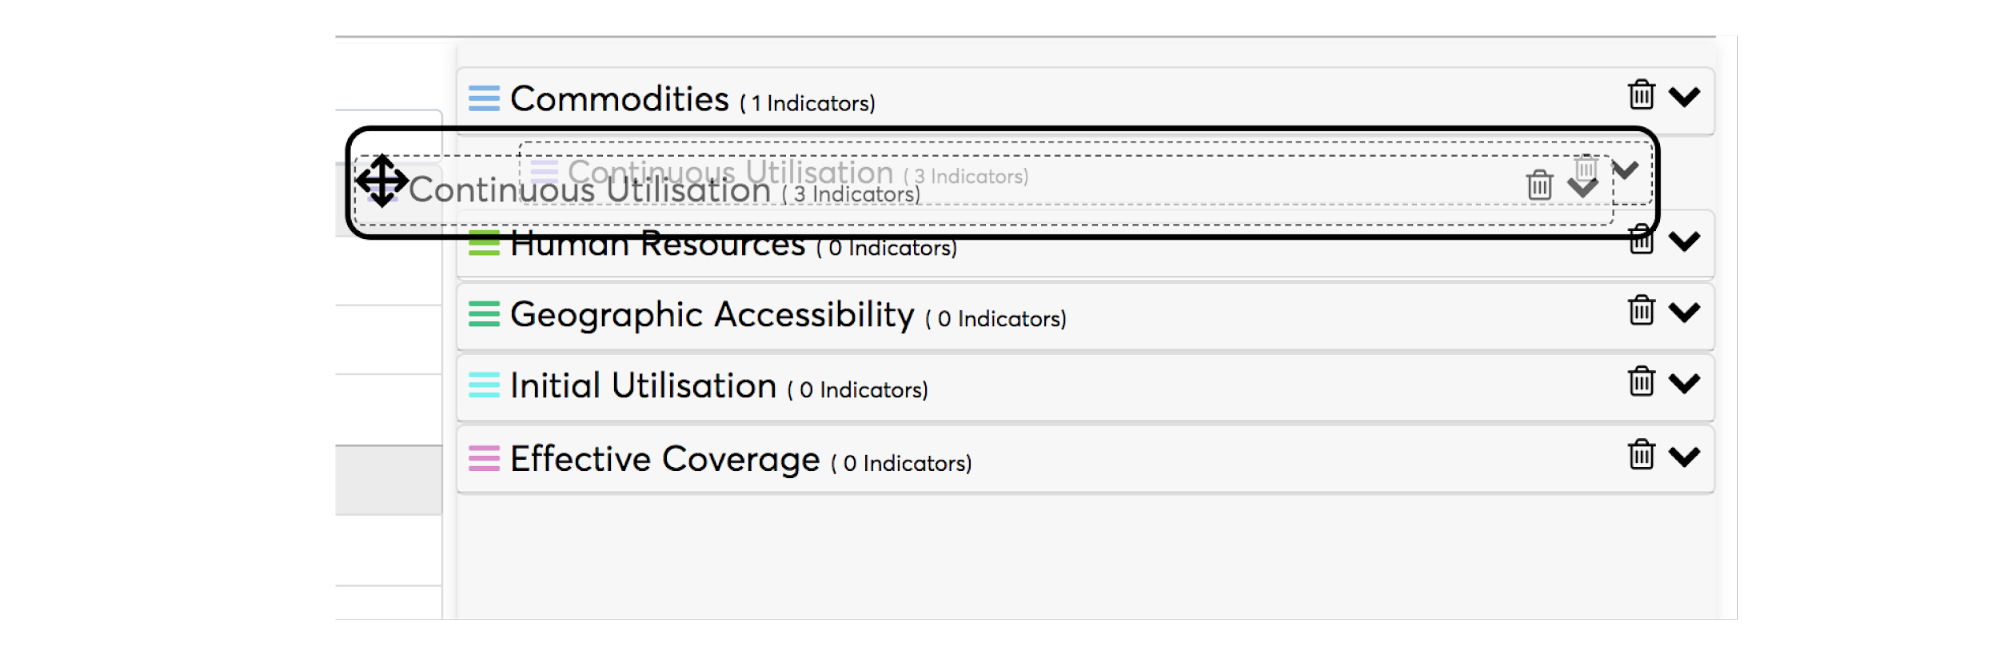 Commodities ( 1 Indicators)
Continuous Utilisation ( 3 Indicators)
Continuous Utilisation ( 3 Indicators)
Human Resources ( 0 Indicators)
Geographic Accessibility ( 0 Indicators)
Initial Utilisation ( 0 Indicators)
Effective Coverage ( 0 Indicators)